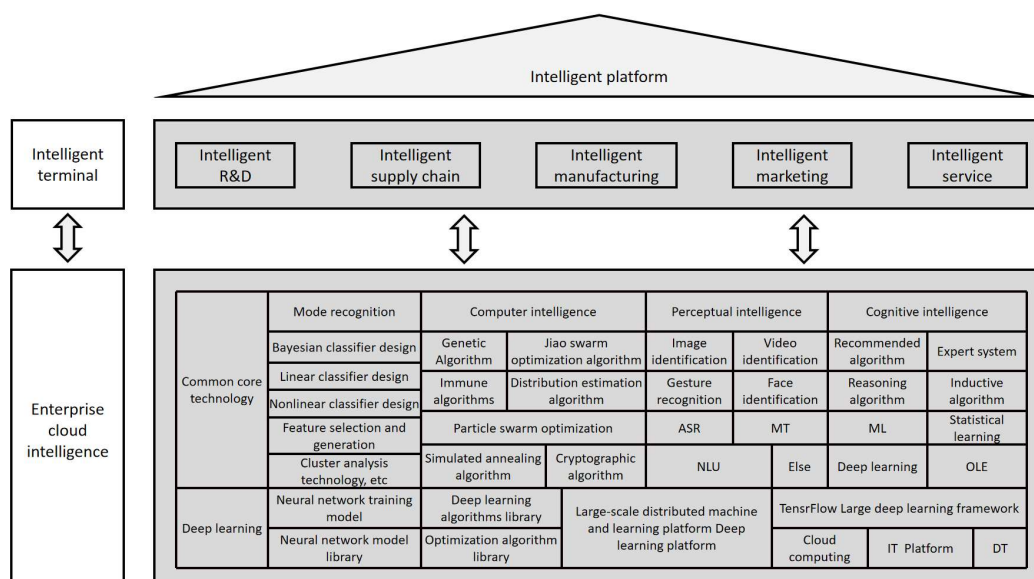 Intelligent platform
Intelligent
terminal
Intelligent
R&D
Intelligent
supply chain
Intelligent
manufacturing
Intelligent
marketing
Intelligent
service
Enterprise
cloud
intelligence
Common core
technology
Mode recognition
Computer intelligence
Perceptual intelligence
Cognitive intelligence
Bayesian classifier design
Linear classifier design
Nonlinear classifier design
Feature selection and
generation
Cluster analysis
technology, etc
Genetic
Algorithm
Jiao swarm
optimization algorithm
Immune
algorithms
Distribution estimation
algorithm
Particle swarm optimization
Simulated annealing
algorithm
Cryptographic
algorithm
Image
identification
Video
identification
Gesture
recognition
Face
identification
ASR
MT
NLU
Else
Recommended
algorithm
Expert system
Reasoning
algorithm
Inductive
algorithm
ML
Statistical
learning
Deep learning
OLE
Deep learning
Neural network training
model
Neural network model
library
Deep learning
algorithms library
Optimization algorithm
library
Large-scale distributed machine
and learning platform Deep
learning platform
TensrFlow Large deep learning framework
Cloud
computing
IT Platform
DT